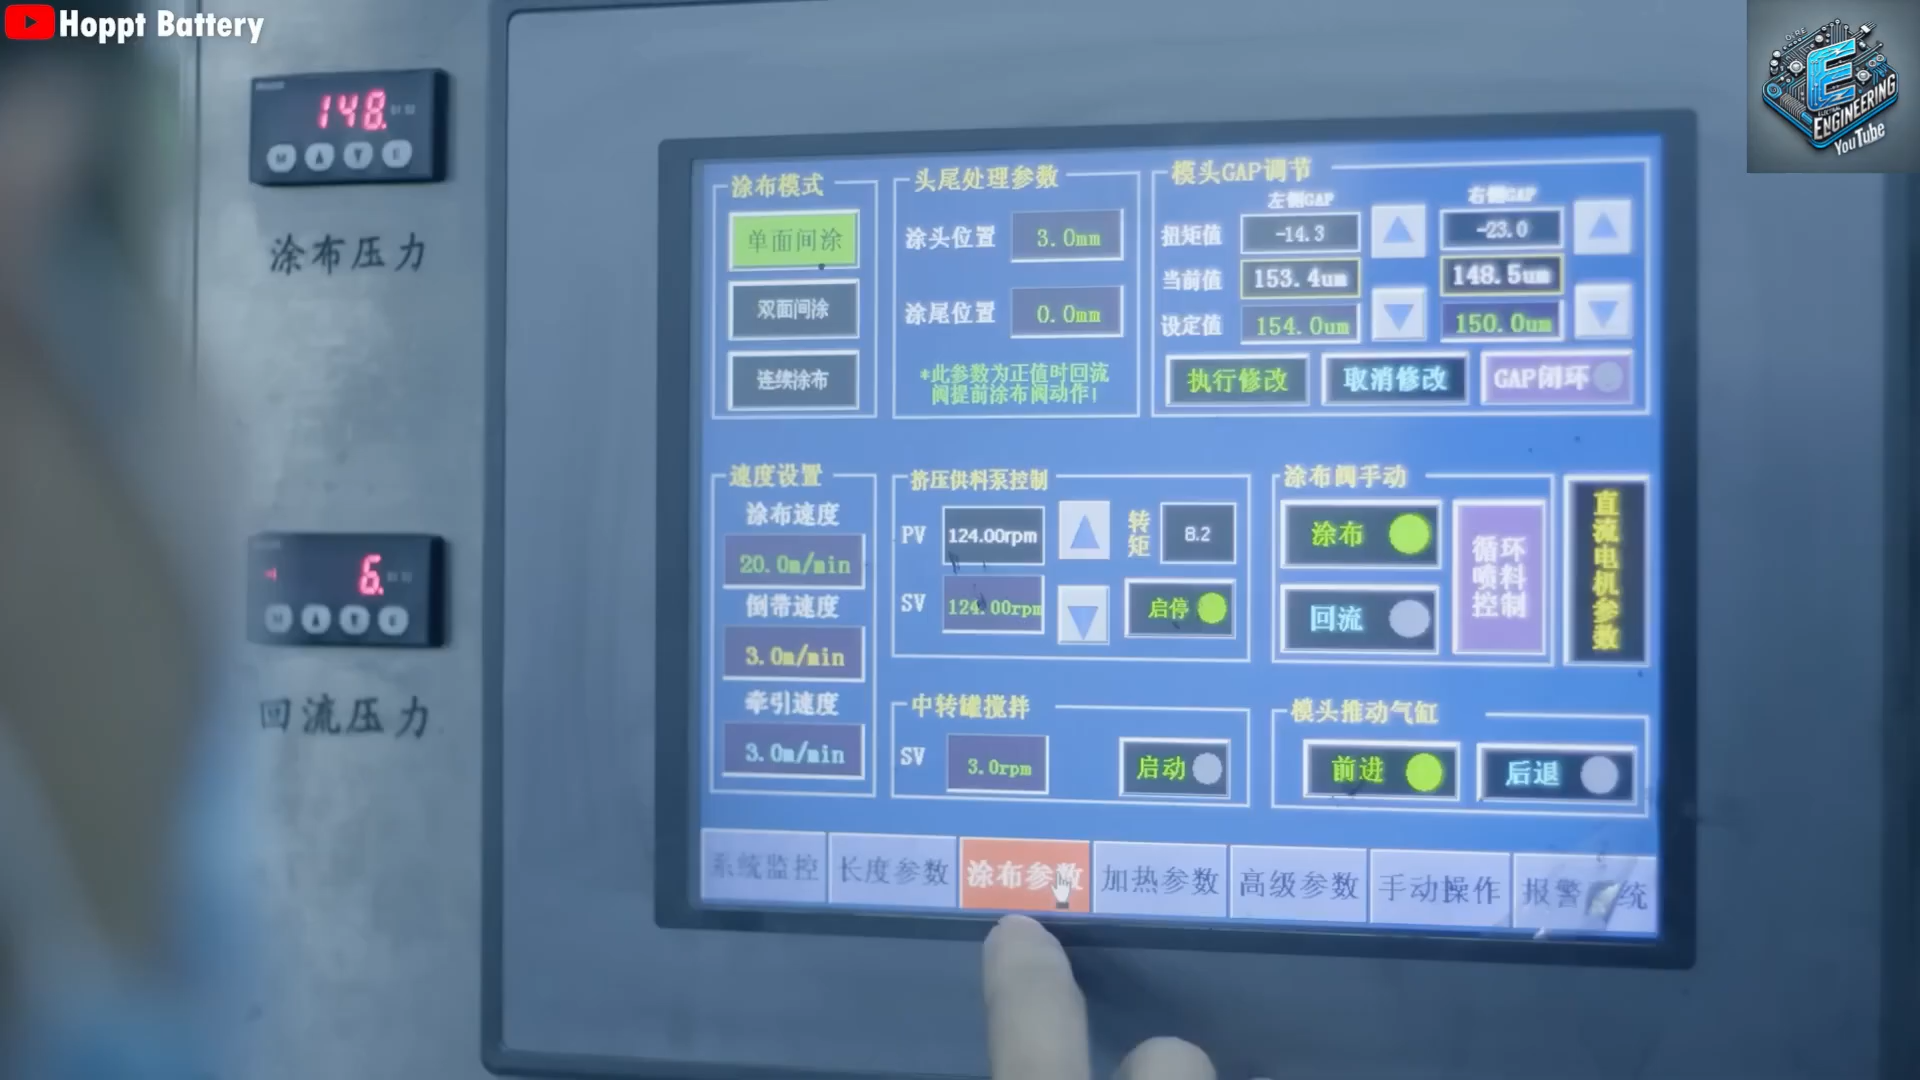 Hoppt Battery
ENGINEERING
YouTube
148.
M
涂布压力
6.
回流压力
涂布模式
单面间涂
双面间涂
连续涂布
头尾处理参数
涂头位置 3.0mm
涂尾位置 0.0mm
*此参数为正值时回流
阀提前涂布阀动作!
模头GAP调节
左侧GAP 右侧GAP
扭矩值 -14.3 -23.0
当前值 153.4um 148.5um
设定值 154.0um 150.0um
执行修改 取消修改 GAP闭环
速度设置
涂布速度
20.0m/min
倒带速度
3.0m/min
牵引速度
3.0m/min
挤压供料泵控制
PV 124.00rpm 转矩 8.2
SV 124.00rpm 启停
中转罐搅拌
SV 3.0rpm 启动
涂布阀手动
涂布
回流
循环
喷料
控制
直流电机参数
模头推动气缸
前进 后退
系统监控 长度参数 涂布参数 加热参数 高级参数 手动操作 报警系统